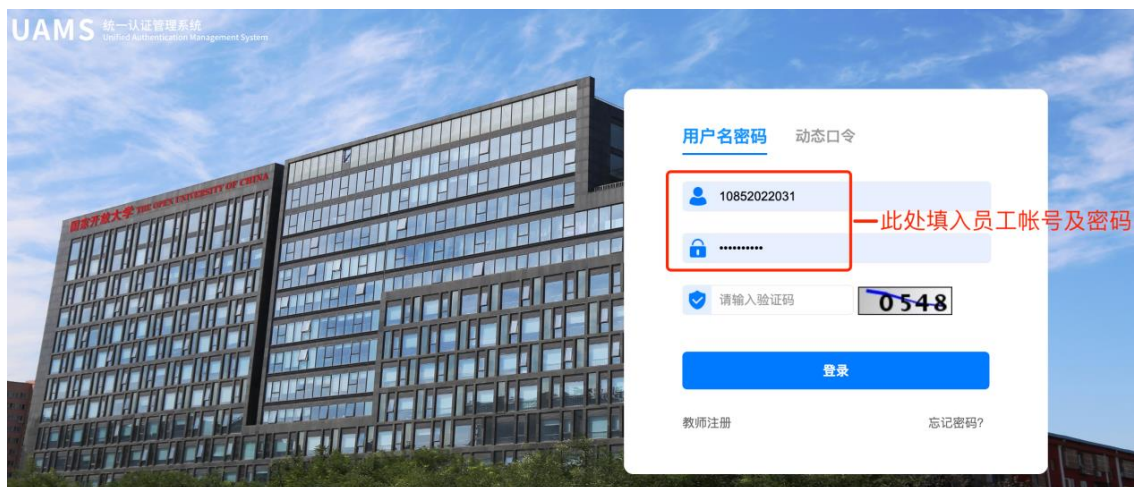 UAMS 统一认证管理系统
Unified Authentication Management System
国家开放大学 THE OPEN UNIVERSITY OF CHINA
用户名密码 动态口令
10852022031
此处填入员工帐号及密码
••••••••••
请输入验证码 0548
登录
教师注册 忘记密码?